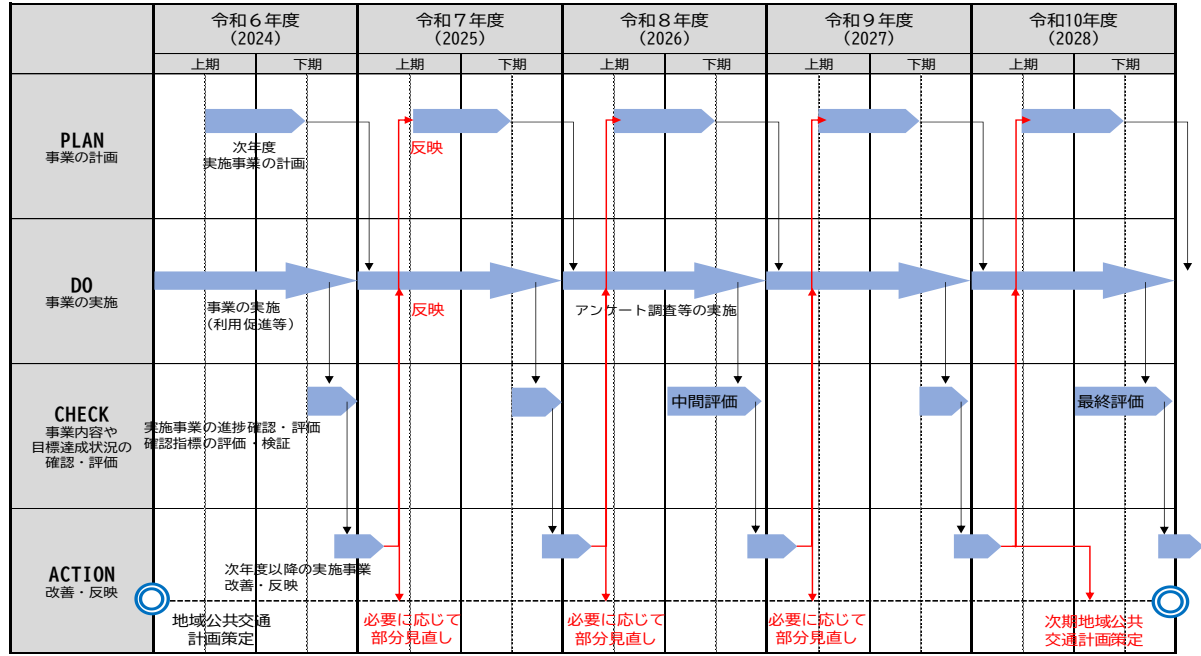 令和6年度
(2024)
令和7年度
(2025)
令和8年度
(2026)
令和9年度
(2027)
令和10年度
(2028)
上期
下期
上期
下期
上期
下期
上期
下期
上期
下期
PLAN
事業の計画
次年度
実施事業の計画
反映
DO
事業の実施
事業の実施
(利用促進等)
反映
アンケート調査等の実施
CHECK
事業内容や
目標達成状況の
確認・評価
実施事業の進捗確認・評価
確認指標の評価・検証
中間評価
最終評価
ACTION
改善・反映
次年度以降の実施事業
改善・反映
地域公共交通
計画策定
必要に応じて
部分見直し
必要に応じて
部分見直し
必要に応じて
部分見直し
次期地域公共
交通計画策定